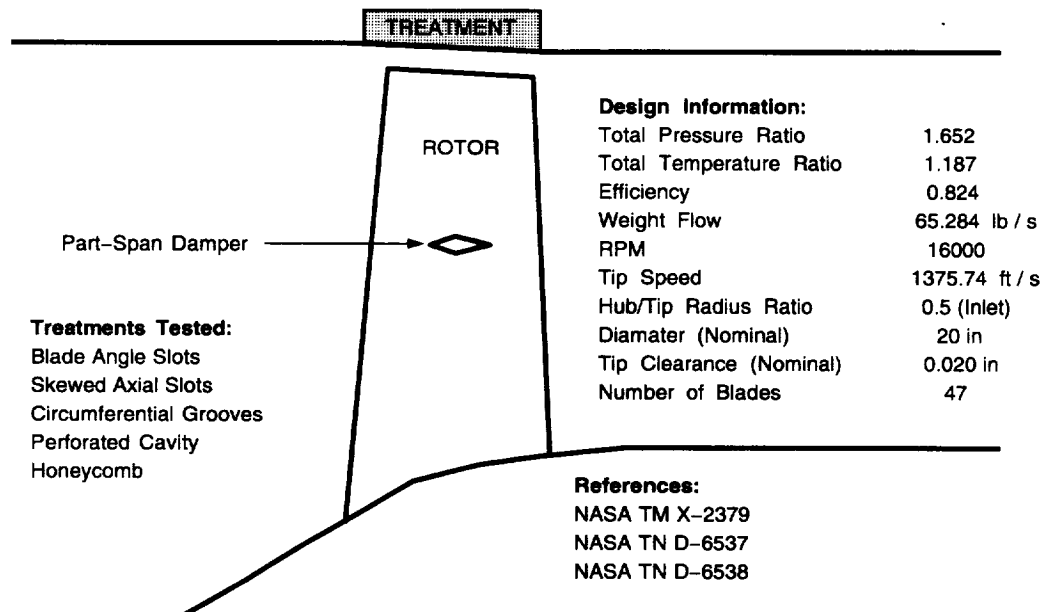 TREATMENT
ROTOR
Part–Span Damper
Treatments Tested:
Blade Angle Slots
Skewed Axial Slots
Circumferential Grooves
Perforated Cavity
Honeycomb
Design Information:
Total Pressure Ratio 1.652
Total Temperature Ratio 1.187
Efficiency 0.824
Weight Flow 65.284 lb / s
RPM 16000
Tip Speed 1375.74 ft / s
Hub/Tip Radius Ratio 0.5 (Inlet)
Diamater (Nominal) 20 in
Tip Clearance (Nominal) 0.020 in
Number of Blades 47
References:
NASA TM X–2379
NASA TN D–6537
NASA TN D–6538